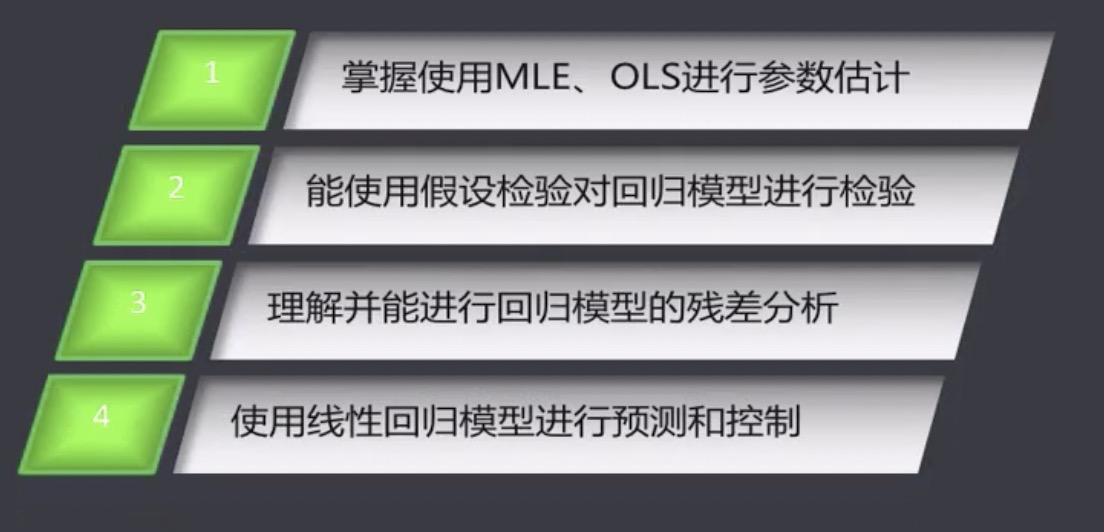 1
掌握使用MLE、OLS进行参数估计
2
能使用假设检验对回归模型进行检验
3
理解并能进行回归模型的残差分析
4
使用线性回归模型进行预测和控制